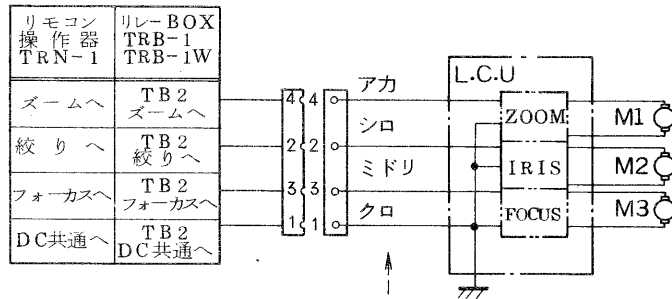 リモコン
操作器
TRN-1
リレーBOX
TRB-1
TRB-1W
ズームへ
TB2
ズームへ
絞りへ
TB2
絞りへ
フォーカスへ
TB2
フォーカスへ
DC共通へ
TB2
DC共通へ
4 4
2 2
3 3
1 1
アカ
シロ
ミドリ
クロ
L.C.U
ZOOM
IRIS
FOCUS
M1
M2
M3